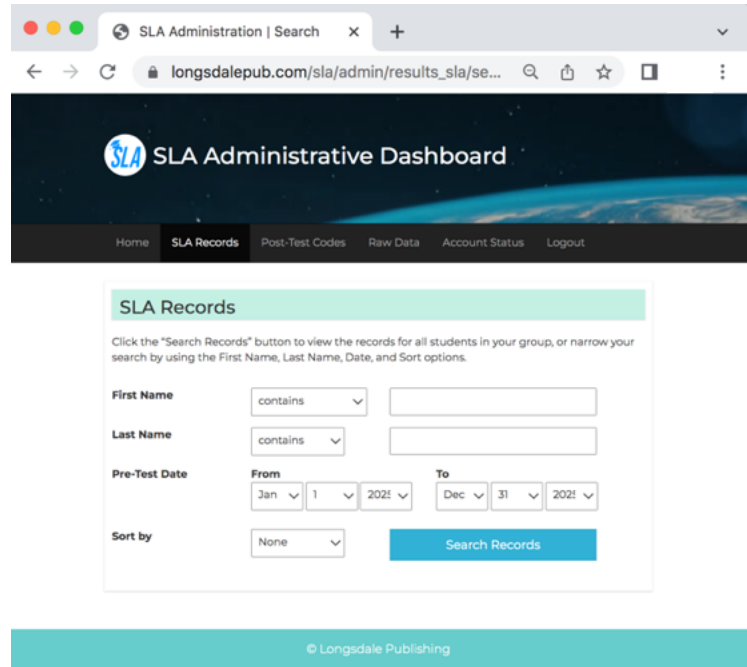 SLA Administration | Search
longsdalepub.com/sla/admin/results_sla/se...
SLA SLA Administrative Dashboard
Home SLA Records Post-Test Codes Raw Data Account Status Logout
SLA Records
Click the "Search Records" button to view the records for all students in your group, or narrow your
search by using the First Name, Last Name, Date, and Sort options.
First Name contains
Last Name contains
Pre-Test Date From To
Jan 1 Dec 31
Sort by None Search Records
© Longsdale Publishing